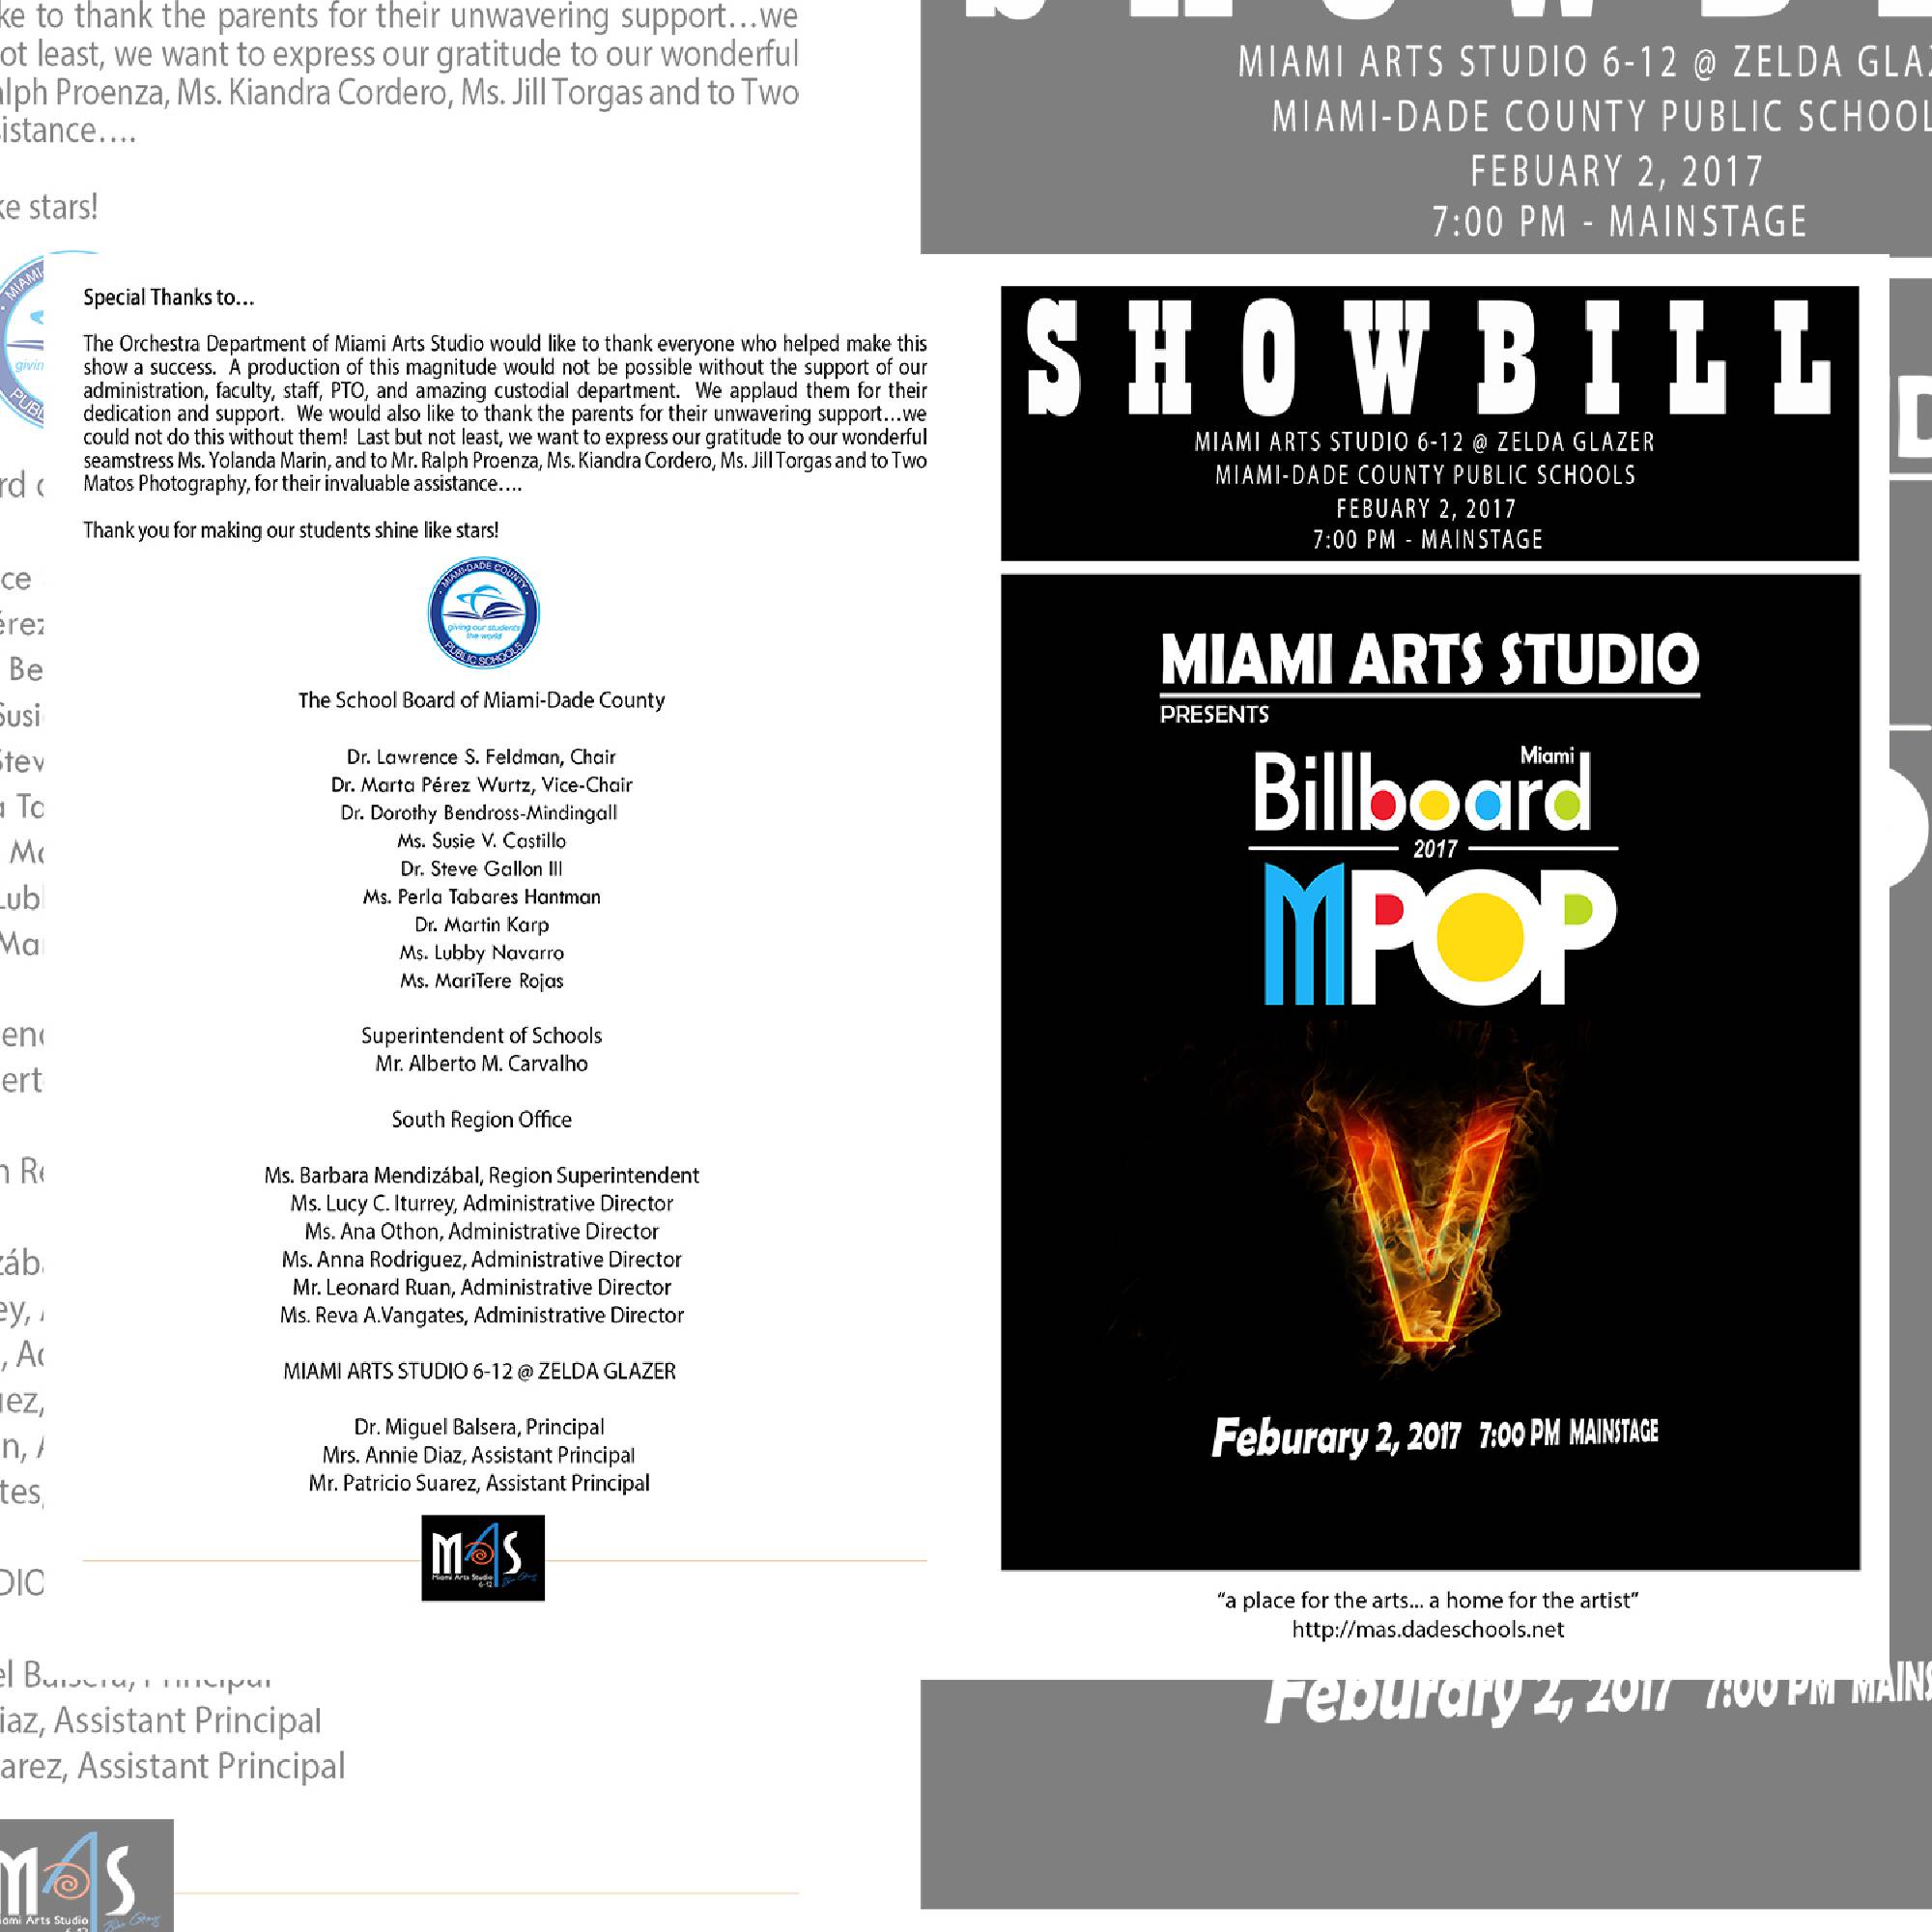 ke to thank the parents for their unwavering support…we
ot least, we want to express our gratitude to our wonderful
alph Proenza, Ms. Kiandra Cordero, Ms. Jill Torgas and to Two
sistance….
ke stars!
MIAMI ARTS STUDIO 6-12 @ ZELDA GLAZ
MIAMI-DADE COUNTY PUBLIC SCHOOL
FEBUARY 2, 2017
7:00 PM - MAINSTAGE
Special Thanks to…
The Orchestra Department of Miami Arts Studio would like to thank everyone who helped make this
show a success. A production of this magnitude would not be possible without the support of our
administration, faculty, staff, PTO, and amazing custodial department. We applaud them for their
dedication and support. We would also like to thank the parents for their unwavering support…we
could not do this without them! Last but not least, we want to express our gratitude to our wonderful
seamstress Ms. Yolanda Marin, and to Mr. Ralph Proenza, Ms. Kiandra Cordero, Ms. Jill Torgas and to Two
Matos Photography, for their invaluable assistance….
Thank you for making our students shine like stars!
MIAMI-DADE COUNTY
giving our students
the world
PUBLIC SCHOOLS
The School Board of Miami-Dade County
Dr. Lawrence S. Feldman, Chair
Dr. Marta Pérez Wurtz, Vice-Chair
Dr. Dorothy Bendross-Mindingall
Ms. Susie V. Castillo
Dr. Steve Gallon III
Ms. Perla Tabares Hantman
Dr. Martin Karp
Ms. Lubby Navarro
Ms. MariTere Rojas
Superintendent of Schools
Mr. Alberto M. Carvalho
South Region Office
Ms. Barbara Mendizábal, Region Superintendent
Ms. Lucy C. Iturrey, Administrative Director
Ms. Ana Othon, Administrative Director
Ms. Anna Rodriguez, Administrative Director
Mr. Leonard Ruan, Administrative Director
Ms. Reva A.Vangates, Administrative Director
MIAMI ARTS STUDIO 6-12 @ ZELDA GLAZER
Dr. Miguel Balsera, Principal
Mrs. Annie Diaz, Assistant Principal
Mr. Patricio Suarez, Assistant Principal
MAS
Miami Arts Studio
6-12
SHOWBILL
MIAMI ARTS STUDIO 6-12 @ ZELDA GLAZER
MIAMI-DADE COUNTY PUBLIC SCHOOLS
FEBUARY 2, 2017
7:00 PM - MAINSTAGE
MIAMI ARTS STUDIO
PRESENTS
Miami
Billboard
2017
MPOP
V
Feburary 2, 2017 7:00 PM MAINSTAGE
"a place for the arts... a home for the artist"
http://mas.dadeschools.net
el Balsera, Principal
iaz, Assistant Principal
arez, Assistant Principal
MAS
iami Arts Studio
Feburary 2, 2017 7:00 PM MAINS